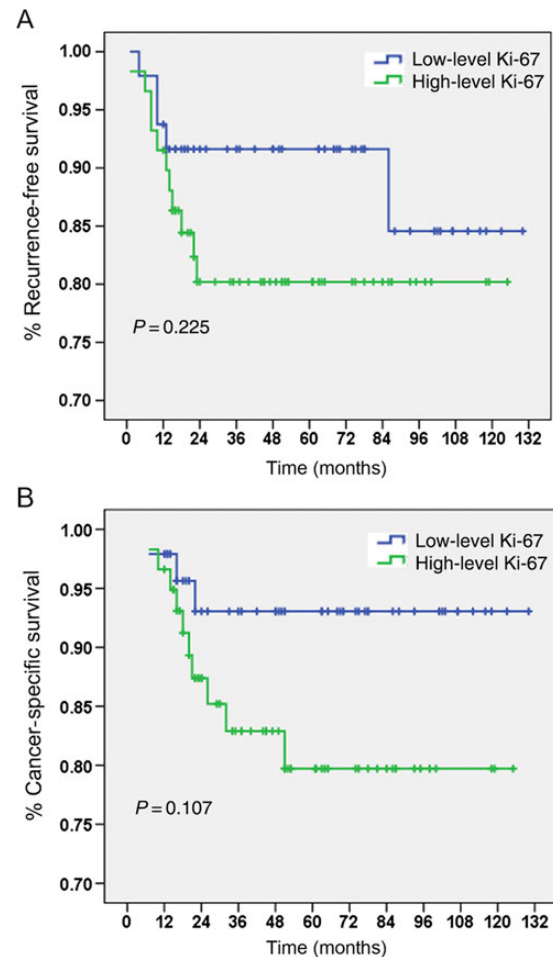 A
Low-level Ki-67
High-level Ki-67
% Recurrence-free survival
1.00
0.95
0.90
0.85
0.80
0.75
0.70
P = 0.225
0 12 24 36 48 60 72 84 96 108 120 132
Time (months)
B
Low-level Ki-67
High-level Ki-67
% Cancer-specific survival
1.00
0.95
0.90
0.85
0.80
0.75
0.70
P = 0.107
0 12 24 36 48 60 72 84 96 108 120 132
Time (months)